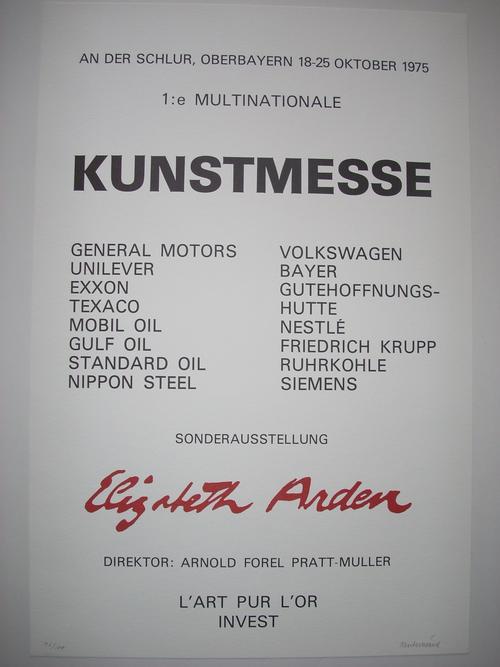 AN DER SCHLUR, OBERBAYERN 18-25 OKTOBER 1975
1:e MULTINATIONALE
KUNSTMESSE
GENERAL MOTORS
UNILEVER
EXXON
TEXACO
MOBIL OIL
GULF OIL
STANDARD OIL
NIPPON STEEL
VOLKSWAGEN
BAYER
GUTEHOFFNUNGS-
HUTTE
NESTLÉ
FRIEDRICH KRUPP
RUHRKOHLE
SIEMENS
SONDERAUSSTELLUNG
Elizabeth Arden
DIREKTOR: ARNOLD FOREL PRATT-MULLER
L'ART PUR L'OR
INVEST